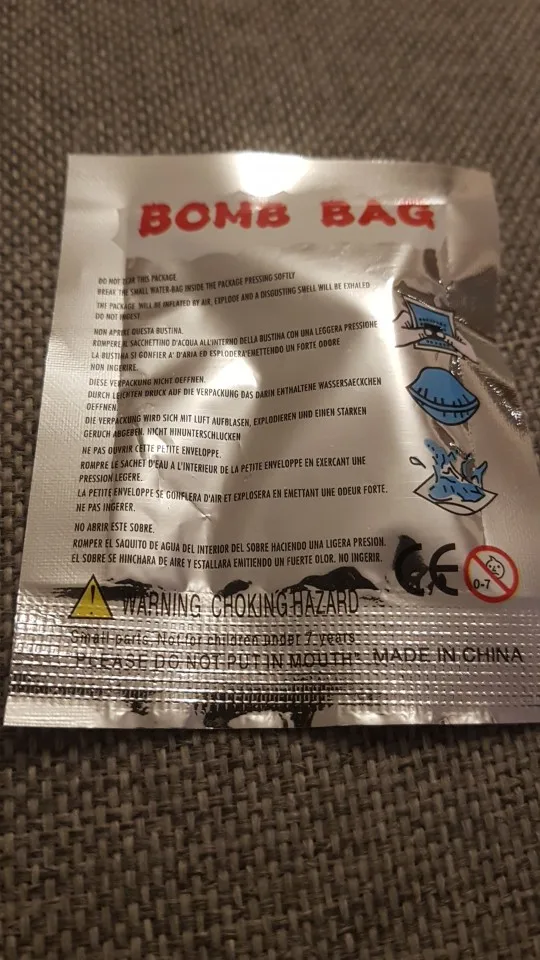 BOMB BAG
DO NOT TEAR THIS PACKAGE.
BREAK THE SMALL WATER-BAG INSIDE THE PACKAGE PRESSING SOFTLY
THE PACKAGE WILL BE INFLATED BY AIR, EXPLODE AND A DISGUSTING SMELL WILL BE EXHALED
DO NOT INGEST.
NON APRIRE QUESTA BUSTINA.
ROMPERE IL SACCHETTINO D'ACQUA ALL'INTERNO DELLA BUSTINA CON UNA LEGGERA PRESSIONE
LA BUSTINA SI GONFIER A' D'ARIA ED ESPLODERA'EMETTENDO UN FORTE ODORE
NON INGERIRE.
DIESE VERPACKUNG NICHT OEFFNEN.
DURCH LEICHTEN DRUCK AUF DIE VERPACKUNG DAS DARIN ENTHALTENE WASSERSAECKCHEN
OEFFNEN.
DIE VERPACKUNG WIRD SICH MIT LUFT AUFBLASEN, EXPLODIEREN UND EINEN STARKEN
GERUCH ABGEBEN. NICHT HINUNTERSCHLUCKEN
NE PAS OUVRIR CETTE PETITE ENVELOPPE.
ROMPRE LE SACHET D'EAU A L'INTERIEUR DE LA PETITE ENVELOPPE EN EXERCANT UNE
PRESSION LEGERE.
LA PETITE ENVELOPPE SE GONFLERA D'AIR ET EXPLOSERA EN EMETTANT UNE ODEUR FORTE.
NE PAS INGERER.
NO ABRIR ESTE SOBRE.
ROMPER EL SAQUITO DE AGUA DEL INTERIOR DEL SOBRE HACIENDO UNA LIGERA PRESION.
EL SOBRE SE HINCHARA DE AIRE Y ESTALLARA EMITIENDO UN FUERTE OLOR. NO INGERIR.
CE
0-7
WARNING CHOKING HAZARD
Small parts. Not for children under 7 years
PLEASE DO NOT PUT IN MOUTH" MADE IN CHINA